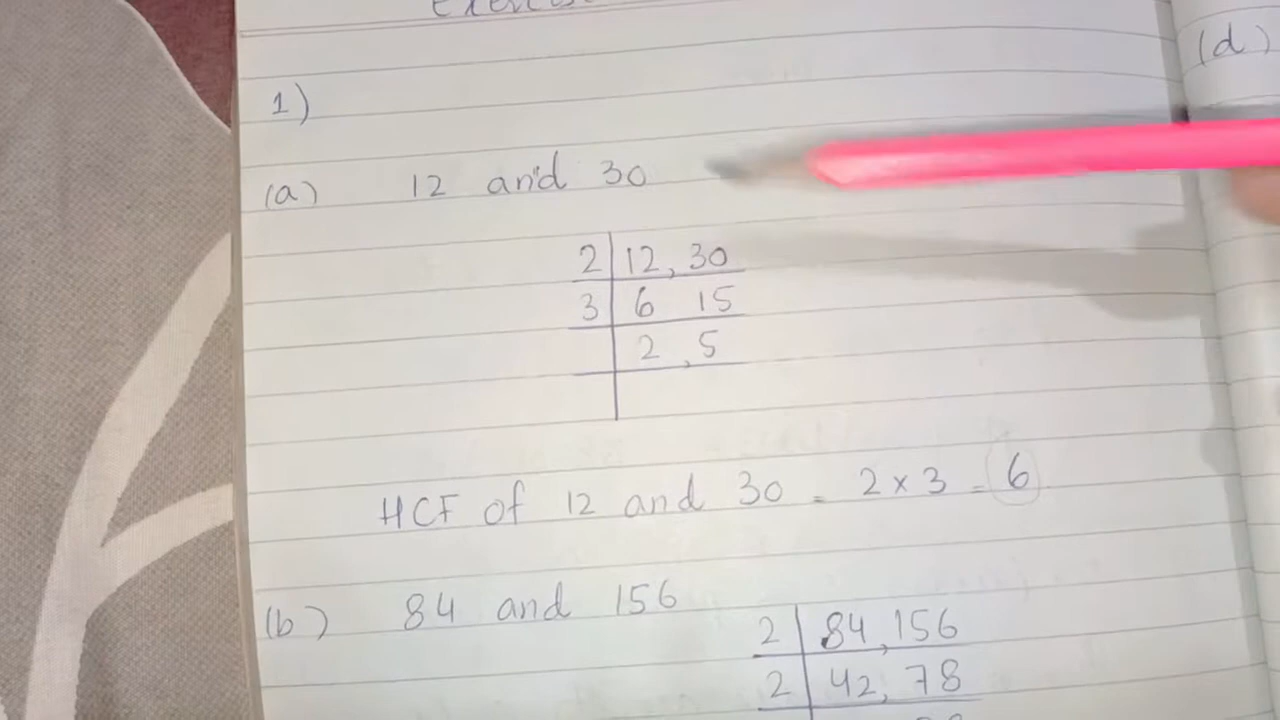 1)
(d)
(a) 12 and 30
2 | 12, 30
3 | 6 15
2, 5
HCF of 12 and 30 = 2 × 3 = 6
(b) 84 and 156
2 | 84, 156
2 | 42, 78